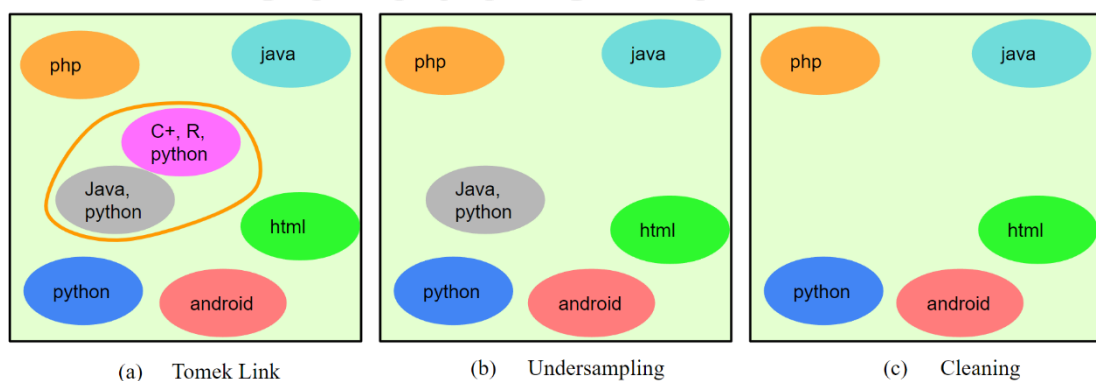 php
java
C+, R,
python
Java,
python
html
python
android
(a) Tomek Link
php
java
Java,
python
html
python
android
(b) Undersampling
php
java
html
python
android
(c) Cleaning